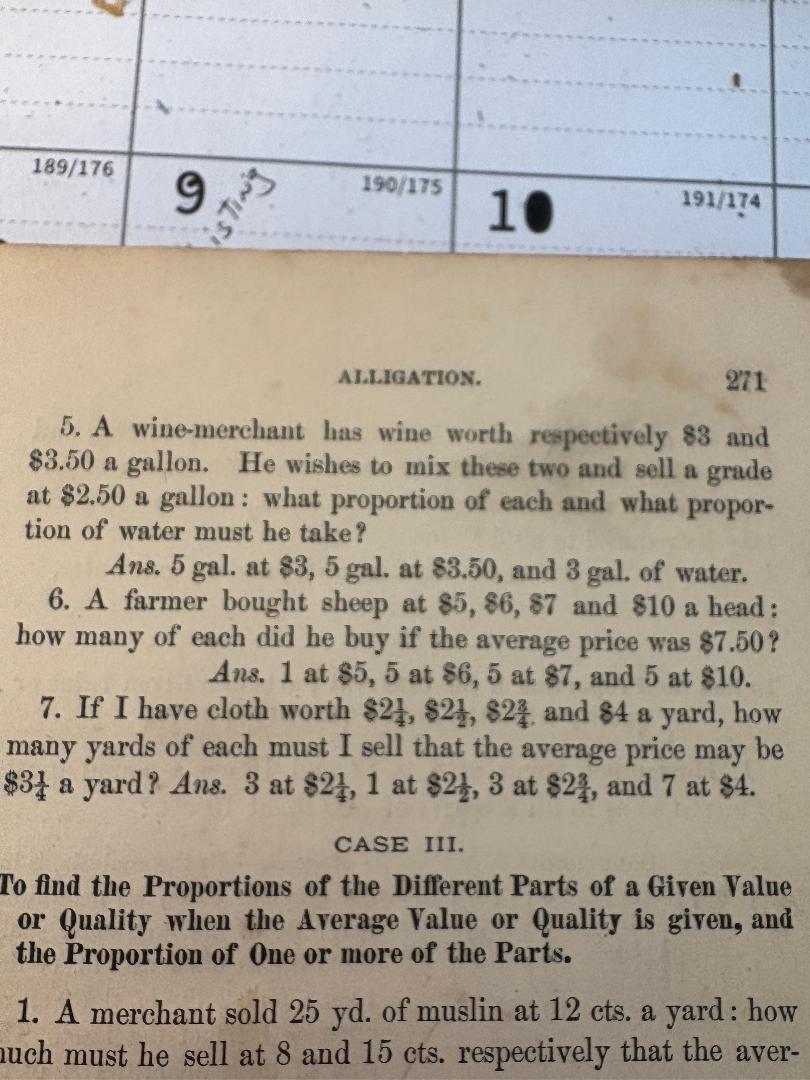 189/176
9
190/175
10
191/174
isTing
ALLIGATION. 271
5. A wine-merchant has wine worth respectively $3 and
$3.50 a gallon. He wishes to mix these two and sell a grade
at $2.50 a gallon: what proportion of each and what propor-
tion of water must he take?
Ans. 5 gal. at $3, 5 gal. at $3.50, and 3 gal. of water.
6. A farmer bought sheep at $5, $6, $7 and $10 a head:
how many of each did he buy if the average price was $7.50?
Ans. 1 at $5, 5 at $6, 5 at $7, and 5 at $10.
7. If I have cloth worth $2¼, $2½, $2¾ and $4 a yard, how
many yards of each must I sell that the average price may be
$3¼ a yard? Ans. 3 at $2¼, 1 at $2½, 3 at $2¾, and 7 at $4.
CASE III.
To find the Proportions of the Different Parts of a Given Value
or Quality when the Average Value or Quality is given, and
the Proportion of One or more of the Parts.
1. A merchant sold 25 yd. of muslin at 12 cts. a yard: how
much must he sell at 8 and 15 cts. respectively that the aver-